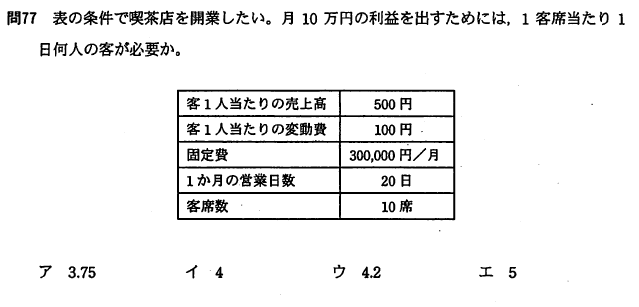 問77 表の条件で喫茶店を開業したい。月 10 万円の利益を出すためには，1 客席当たり 1
日何人の客が必要か。
客 1 人当たりの売上高 500 円
客 1 人当たりの変動費 100 円
固定費 300,000 円／月
1 か月の営業日数 20 日
客席数 10 席
ア 3.75 イ 4 ウ 4.2 エ 5